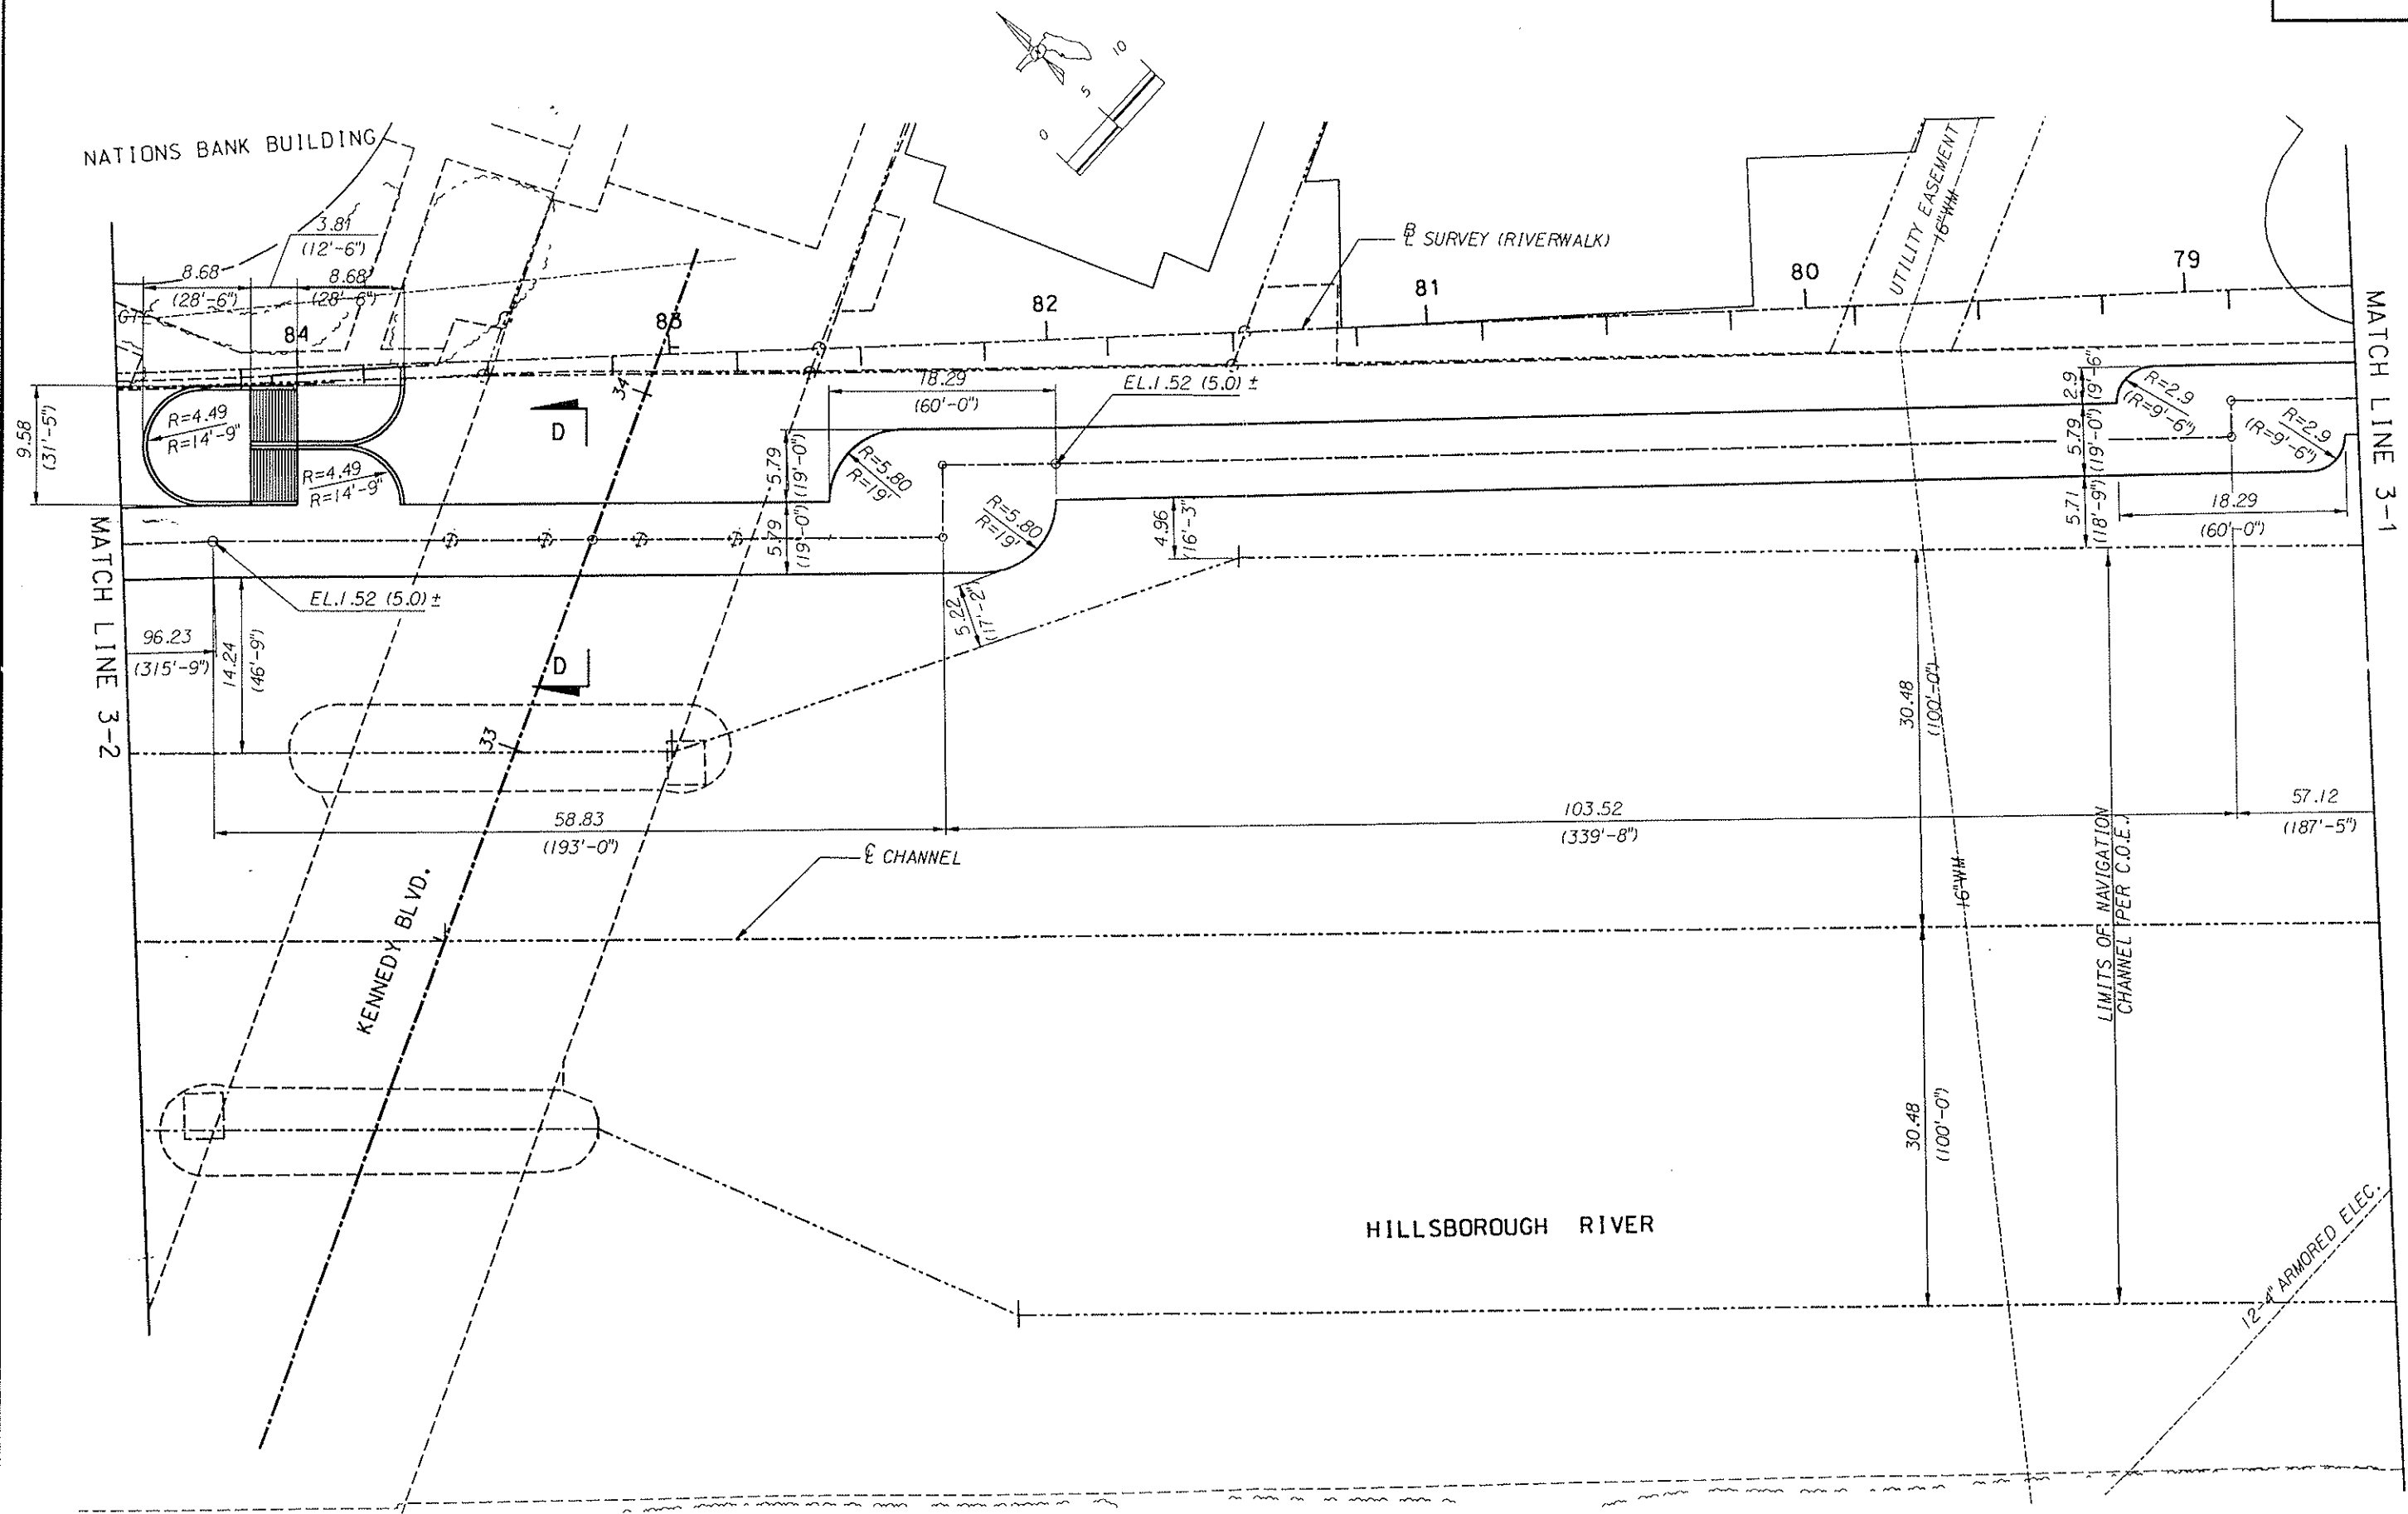 10
5
0
NATIONS BANK BUILDING
3.81
(12'-6")
8.68
(28'-6")
8.68
(28'-6")
84
83
82
81
80
79
℄ SURVEY (RIVERWALK)
UTILITY EASEMENT
16"WM
MATCH LINE 3-1
9.58
(31'-5")
R=4.49
R=14'-9"
R=4.49
R=14'-9"
34
D
18.29
(60'-0")
EL.1.52 (5.0) ±
5.79
(19'-0")
5.79
(19'-0")
R=5.80
R=19'
R=5.80
R=19'
4.96
(16'-3")
2.9
(9'-6")
5.79
(19'-0")
5.71
(18'-9")
R=2.9
(R=9'-6")
R=2.9
(R=9'-6")
18.29
(60'-0")
MATCH LINE 3-2
EL.1.52 (5.0) ±
96.23
(315'-9")
14.24
(46'-9")
D
5.22
(17'-2")
33
30.48
(100'-0")
58.83
(193'-0")
103.52
(339'-8")
57.12
(187'-5")
℄ CHANNEL
KENNEDY BLVD.
16"WM
LIMITS OF NAVIGATION
CHANNEL (PER C.O.E.)
30.48
(100'-0")
HILLSBOROUGH RIVER
12-4" ARMORED ELEC.